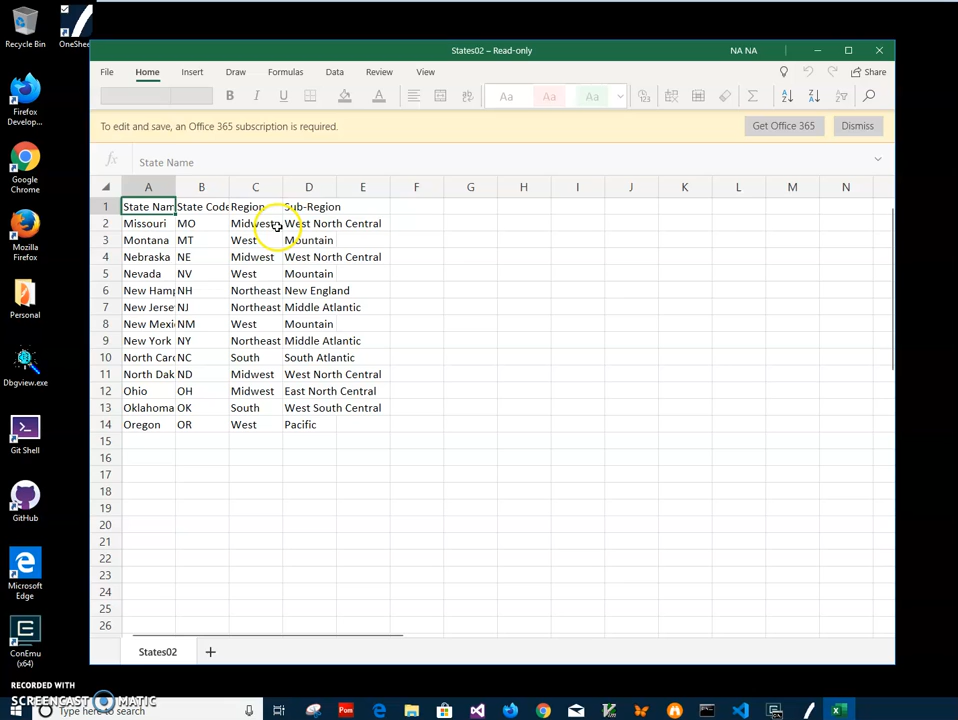 Recycle Bin
OneShee
Firefox
Develop...
Google
Chrome
Mozilla
Firefox
Personal
Dbgview.exe
Git Shell
GitHub
Microsoft
Edge
ConEmu
(x64)
States02 – Read-only
NA NA
File Home Insert Draw Formulas Data Review View Share
B I U A Aa Aa Aa
To edit and save, an Office 365 subscription is required. Get Office 365 Dismiss
fx State Name
A B C D E F G H I J K L M N
1 State Nam State Code Region Sub-Region
2 Missouri MO Midwest West North Central
3 Montana MT West Mountain
4 Nebraska NE Midwest West North Central
5 Nevada NV West Mountain
6 New Hamp NH Northeast New England
7 New Jerse NJ Northeast Middle Atlantic
8 New Mexi NM West Mountain
9 New York NY Northeast Middle Atlantic
10 North Caro NC South South Atlantic
11 North Dak ND Midwest West North Central
12 Ohio OH Midwest East North Central
13 Oklahoma OK South West South Central
14 Oregon OR West Pacific
15
16
17
18
19
20
21
22
23
24
25
26
States02
RECORDED WITH
SCREENCAST MATIC
Type here to search